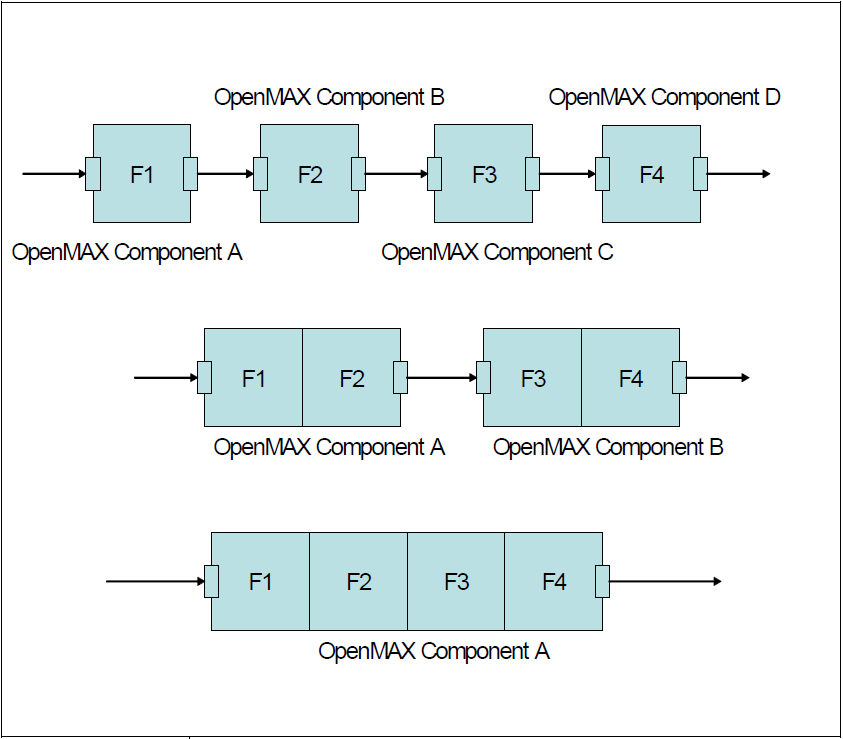 OpenMAX Component B
OpenMAX Component D
F1
F2
F3
F4
OpenMAX Component A
OpenMAX Component C
F1
F2
F3
F4
OpenMAX Component A
OpenMAX Component B
F1
F2
F3
F4
OpenMAX Component A